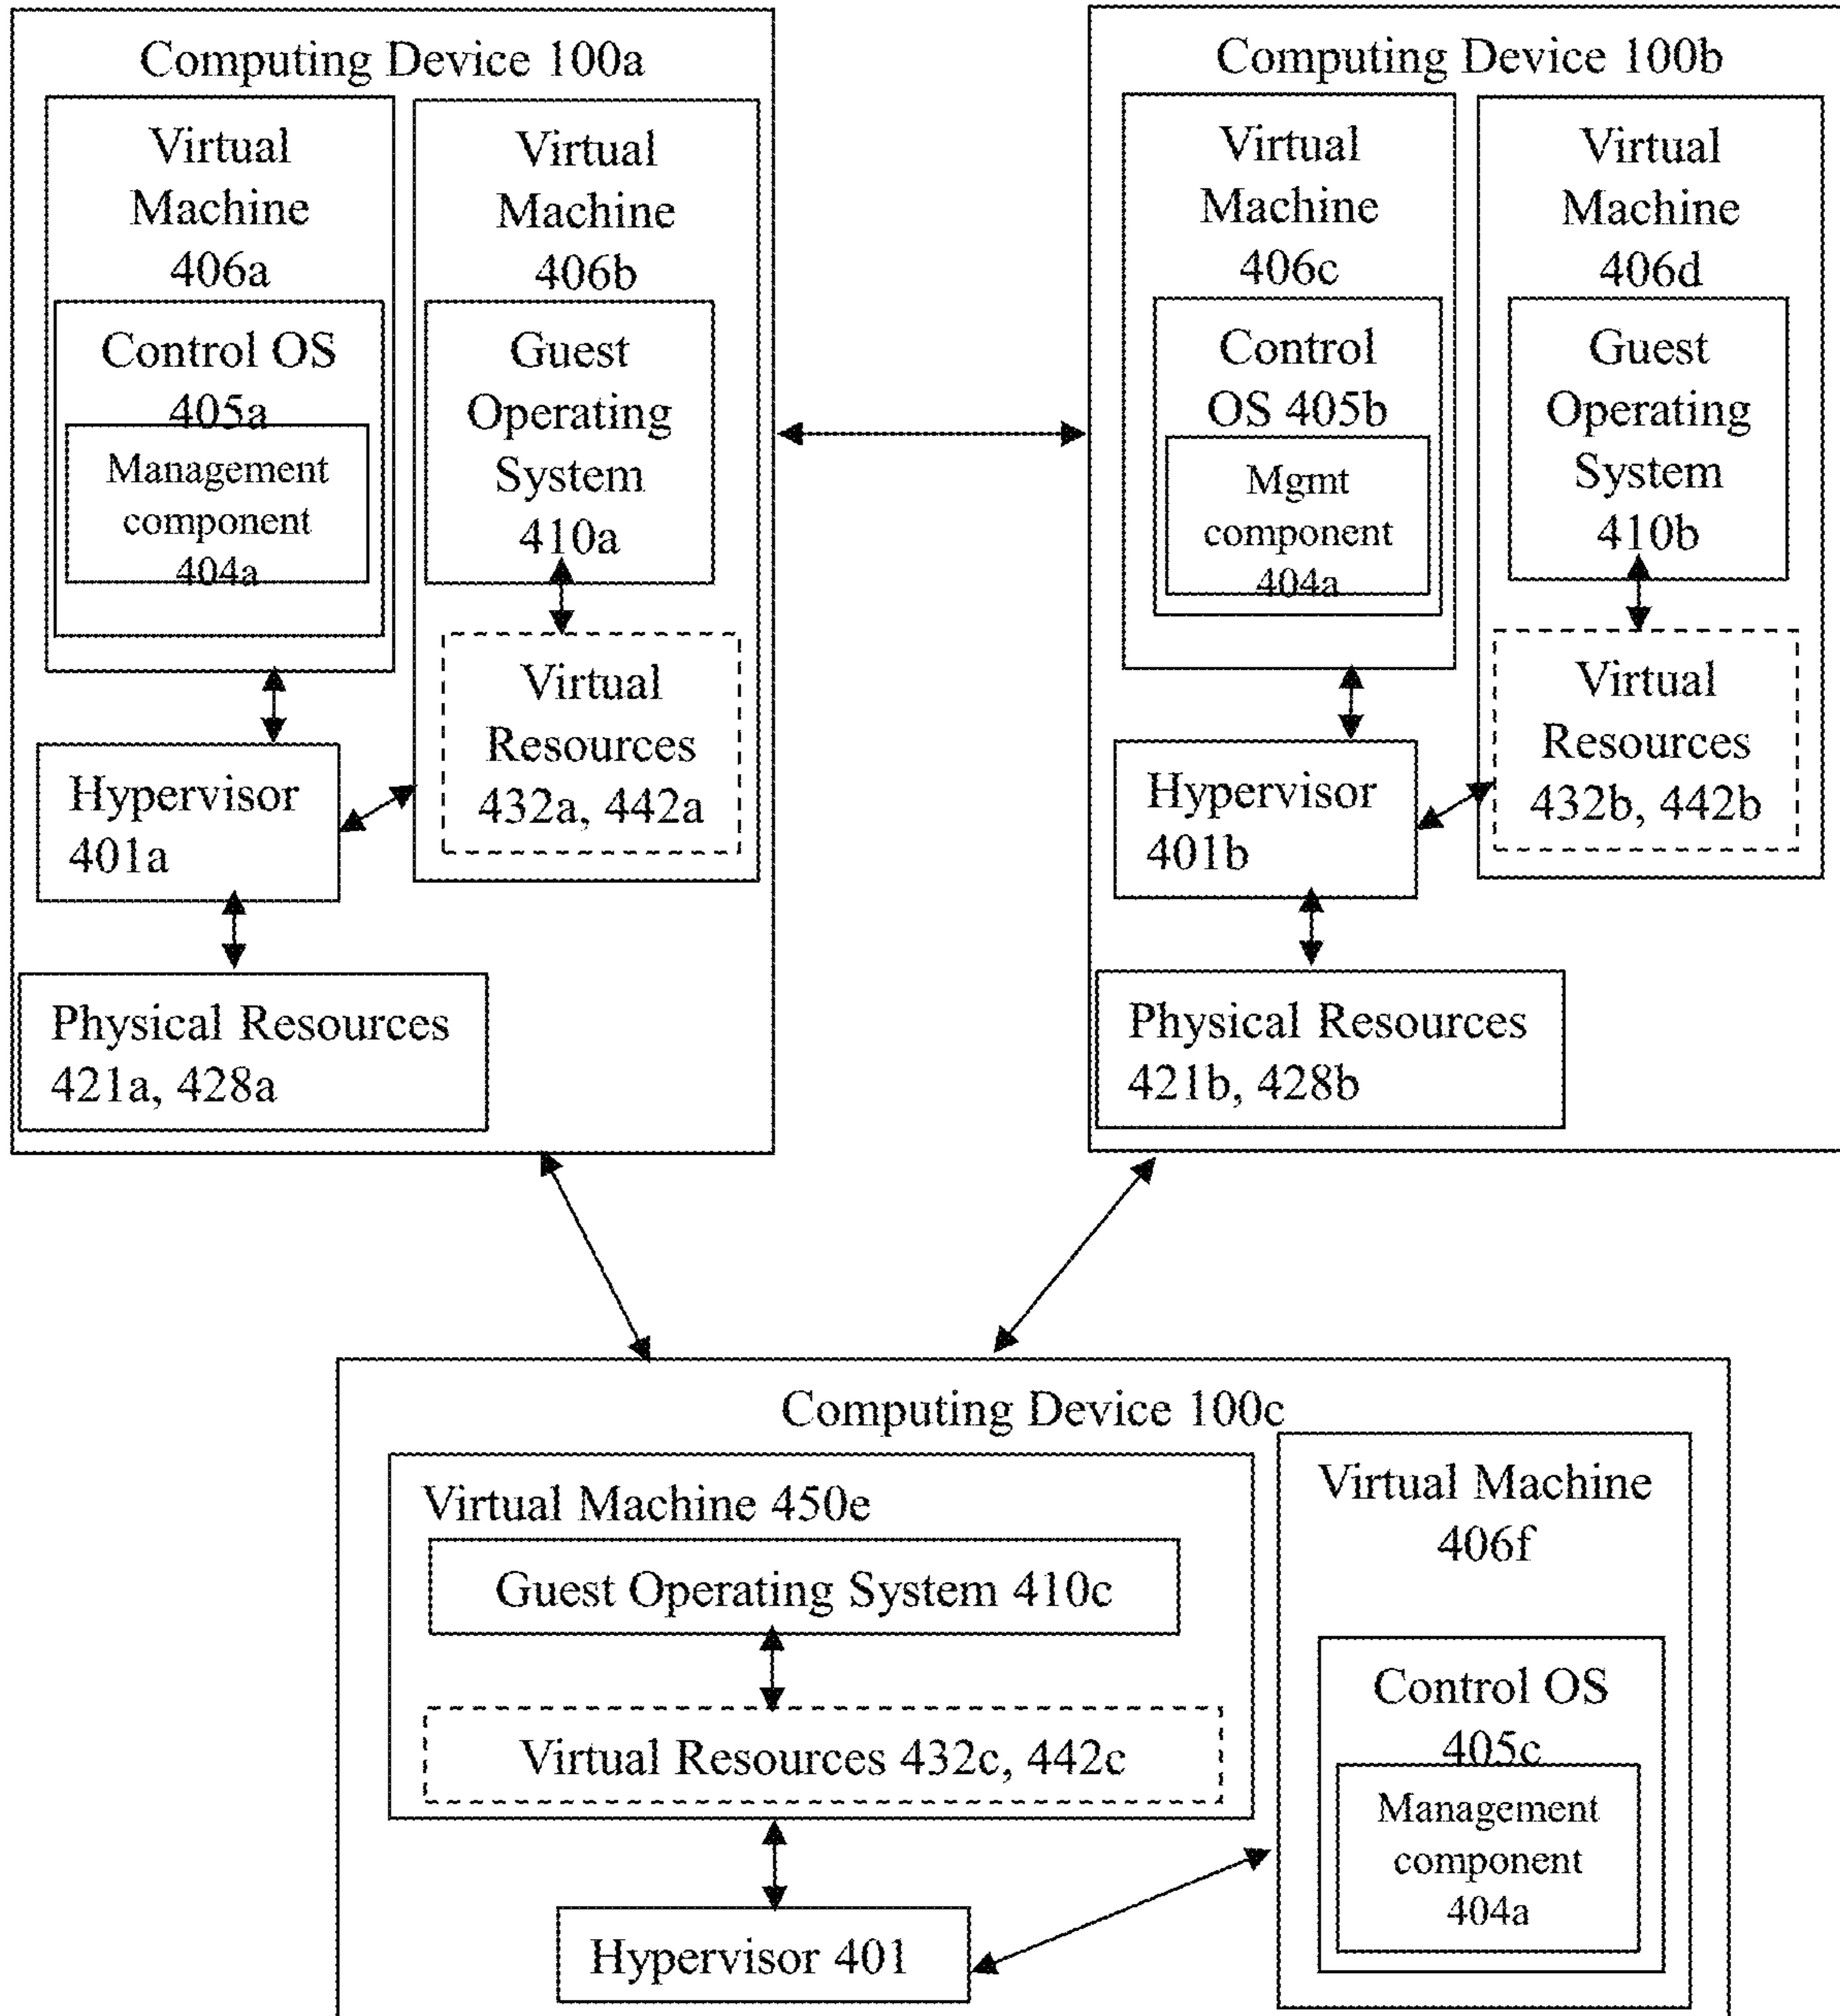 Computing Device 100a
Virtual
Machine
406a
Control OS
405a
Management
component
404a
Virtual
Machine
406b
Guest
Operating
System
410a
Virtual
Resources
432a, 442a
Hypervisor
401a
Physical Resources
421a, 428a
Computing Device 100b
Virtual
Machine
406c
Control
OS 405b
Mgmt
component
404a
Virtual
Machine
406d
Guest
Operating
System
410b
Virtual
Resources
432b, 442b
Hypervisor
401b
Physical Resources
421b, 428b
Computing Device 100c
Virtual Machine 450e
Guest Operating System 410c
Virtual Resources 432c, 442c
Hypervisor 401
Virtual Machine
406f
Control OS
405c
Management
component
404a